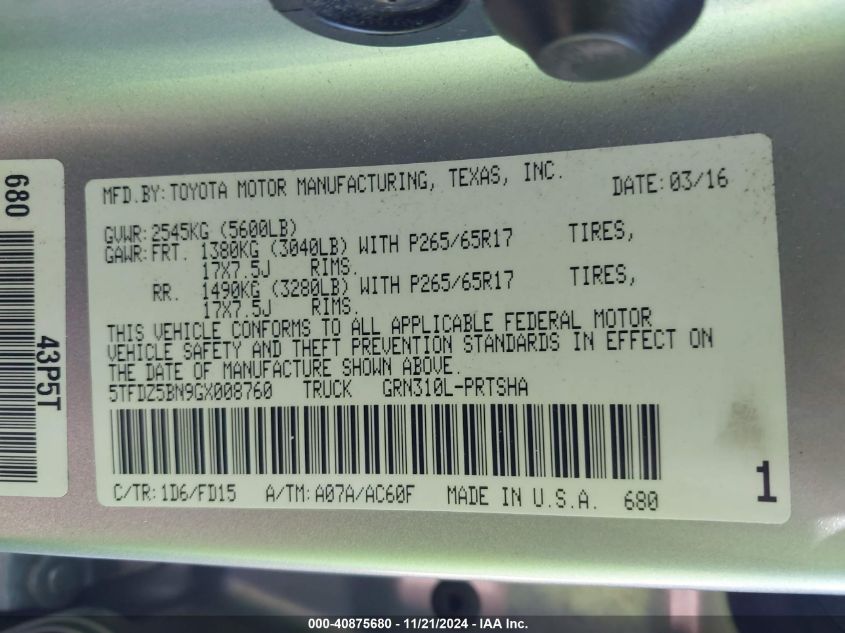 680
43P5T
MFD.BY: TOYOTA MOTOR MANUFACTURING, TEXAS, INC. DATE: 03/16
GVWR: 2545KG (5600LB)
GAWR: FRT. 1380KG (3040LB) WITH P265/65R17 TIRES,
17X7.5J RIMS.
RR. 1490KG (3280LB) WITH P265/65R17 TIRES,
17X7.5J RIMS.
THIS VEHICLE CONFORMS TO ALL APPLICABLE FEDERAL MOTOR
VEHICLE SAFETY AND THEFT PREVENTION STANDARDS IN EFFECT ON
THE DATE OF MANUFACTURE SHOWN ABOVE.
5TFDZ5BN9GX008760 TRUCK GRN310L-PRTSHA
C/TR: 1D6/FD15 A/TM: A07A/AC60F MADE IN U.S.A. 680
1
000-40875680 - 11/21/2024 - IAA Inc.